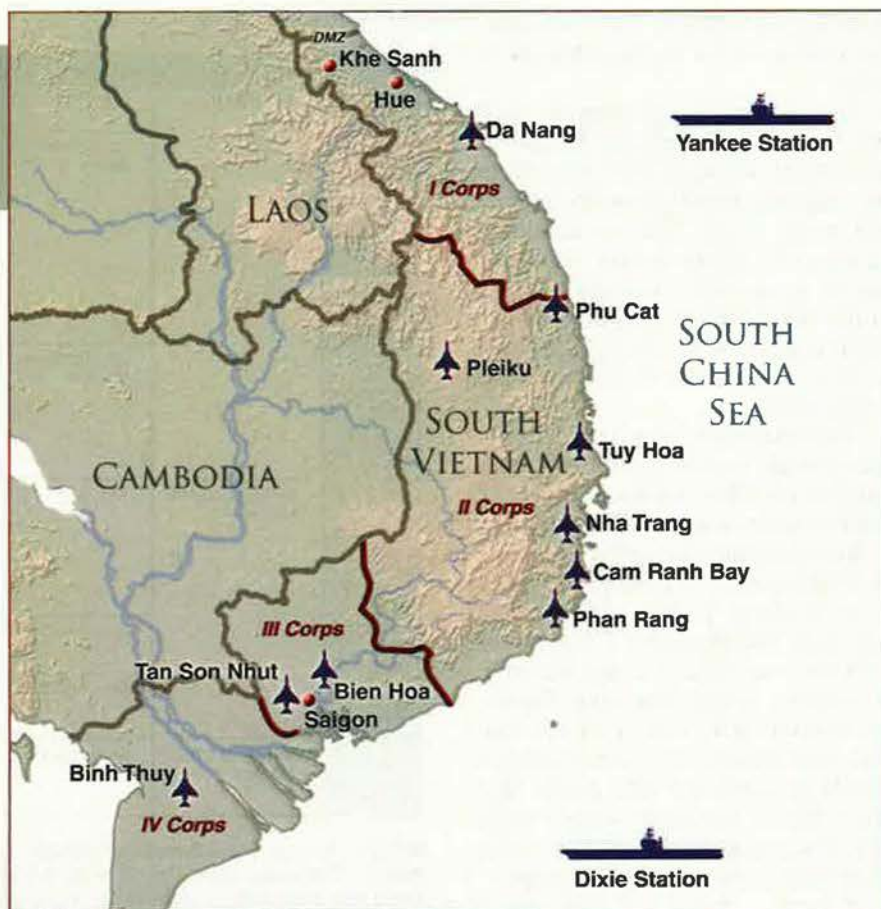 DMZ
Khe Sanh
Hue
Da Nang
Yankee Station
I Corps
LAOS
Phu Cat
SOUTH
CHINA
SEA
Pleiku
SOUTH
VIETNAM
Tuy Hoa
CAMBODIA
II Corps
Nha Trang
Cam Ranh Bay
Phan Rang
III Corps
Tan Son Nhut
Bien Hoa
Saigon
Binh Thuy
IV Corps
Dixie Station